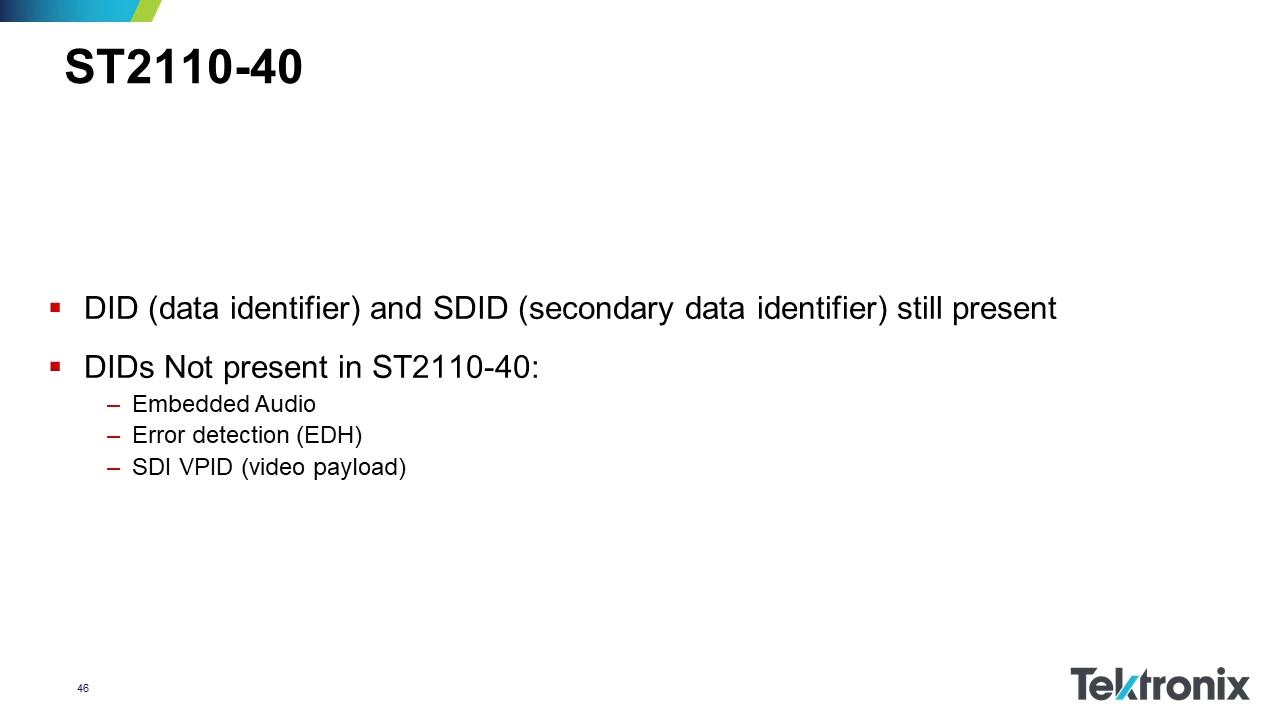 ST2110-40
▪ DID (data identifier) and SDID (secondary data identifier) still present
▪ DIDs Not present in ST2110-40:
– Embedded Audio
– Error detection (EDH)
– SDI VPID (video payload)
46
Tektronix